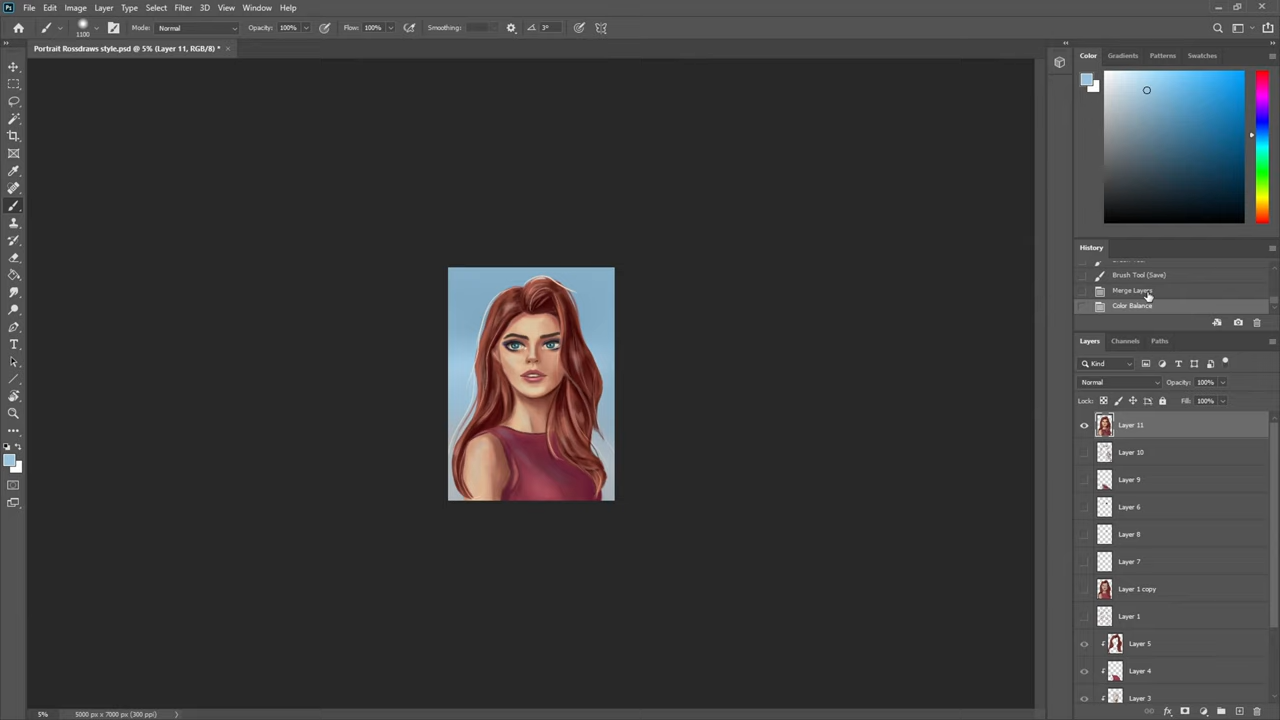 Ps File Edit Image Layer Type Select Filter 3D View Window Help
1100 Mode: Normal Opacity: 100% Flow: 100% Smoothing: 3°
Portrait Rossdraws style.psd @ 5% (Layer 11, RGB/8) *
Color Gradients Patterns Swatches
History
Brush Tool (Save)
Merge Layers
Color Balance
Layers Channels Paths
Kind
Normal Opacity: 100%
Lock: Fill: 100%
Layer 11
Layer 10
Layer 9
Layer 6
Layer 8
Layer 7
Layer 1 copy
Layer 1
Layer 5
Layer 4
Layer 3
5% 5000 px x 7000 px (300 ppi)